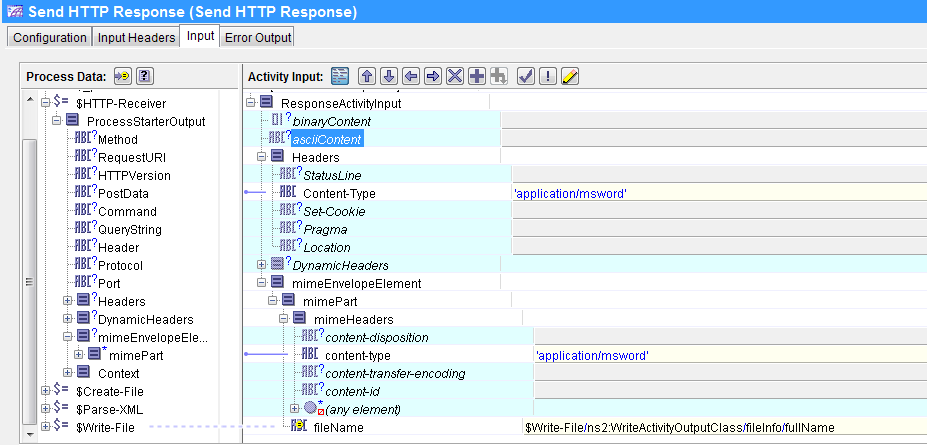 Send HTTP Response (Send HTTP Response)
Configuration Input Headers Input Error Output
Process Data: Activity Input:
$HTTP-Receiver
ProcessStarterOutput
Method
RequestURI
HTTPVersion
PostData
Command
QueryString
Header
Protocol
Port
Headers
DynamicHeaders
mimeEnvelopeEle...
mimePart
Context
$Create-File
$Parse-XML
$Write-File
ResponseActivityInput
binaryContent
asciiContent
Headers
StatusLine
Content-Type 'application/msword'
Set-Cookie
Pragma
Location
DynamicHeaders
mimeEnvelopeElement
mimePart
mimeHeaders
content-disposition
content-type 'application/msword'
content-transfer-encoding
content-id
(any element)
fileName $Write-File/ns2:WriteActivityOutputClass/fileInfo/fullName